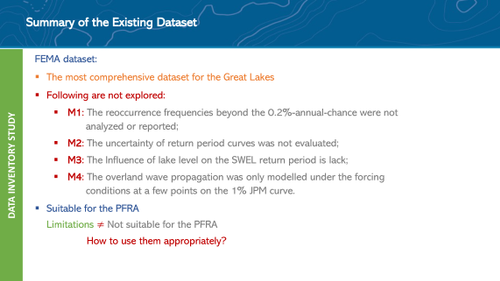 Summary of the Existing Dataset
DATA INVENTORY STUDY
FEMA dataset:
▪ The most comprehensive dataset for the Great Lakes
▪ Following are not explored:
▪ M1: The reoccurrence frequencies beyond the 0.2%-annual-chance were not
analyzed or reported;
▪ M2: The uncertainty of return period curves was not evaluated;
▪ M3: The Influence of lake level on the SWEL return period is lack;
▪ M4: The overland wave propagation was only modelled under the forcing
conditions at a few points on the 1% JPM curve.
▪ Suitable for the PFRA
Limitations ≠ Not suitable for the PFRA
How to use them appropriately?